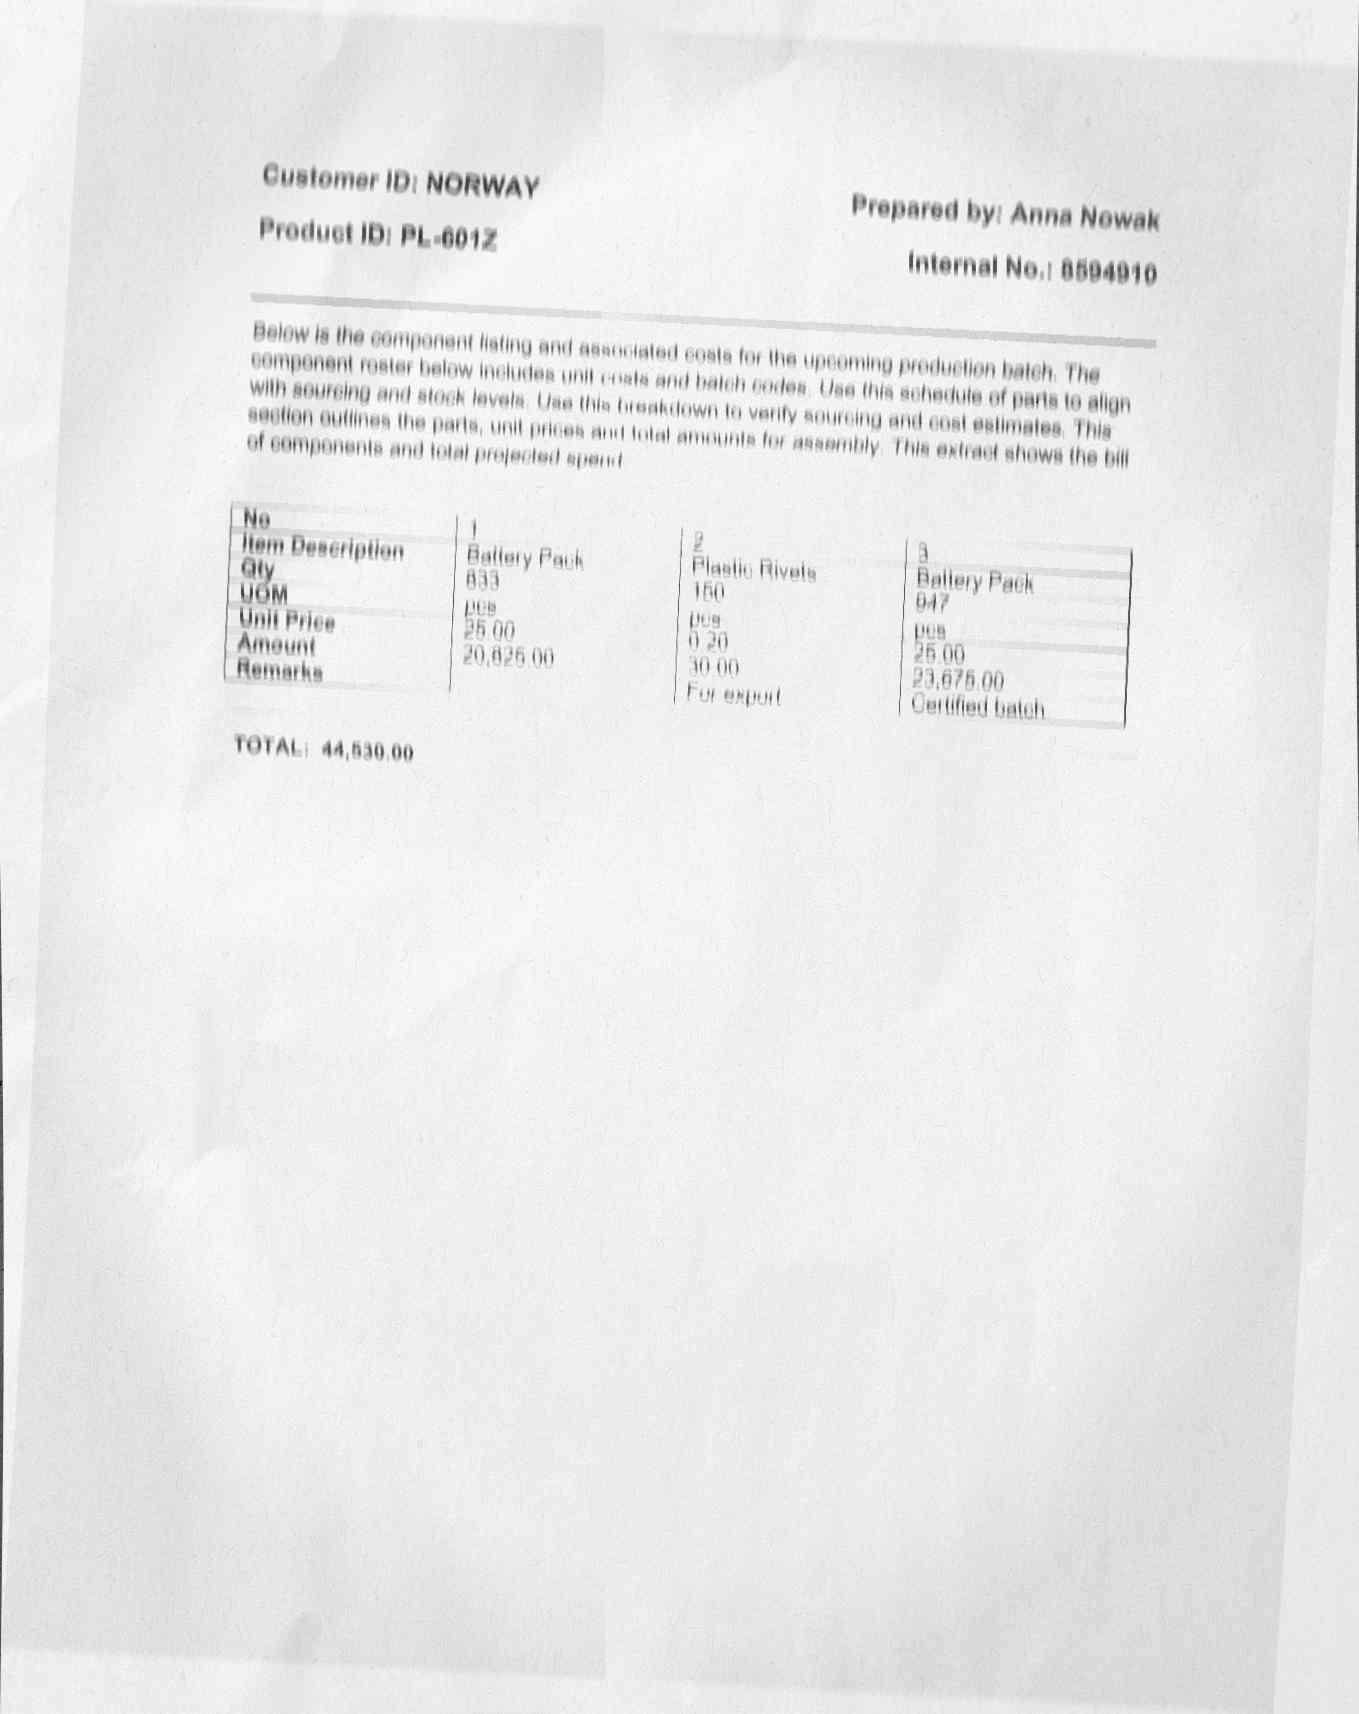 Customer ID: NORWAY
Prepared by: Anna Nowak
Product ID: PL-601Z
Internal No.: 8594910
Below is the component listing and associated costs for the upcoming production batch. The
component roster below includes unit costs and batch codes. Use this schedule of parts to align
with sourcing and stock levels. Use this breakdown to verify sourcing and cost estimates. This
section outlines the parts, unit prices and total amounts for assembly. This extract shows the bill
of components and total projected spend.
No 1 2 3
Item Description Battery Pack Plastic Rivets Battery Pack
Qty 833 150 947
UOM pcs pcs pcs
Unit Price 25.00 0.20 25.00
Amount 20,825.00 30.00 23,675.00
Remarks For export Certified batch
TOTAL: 44,530.00